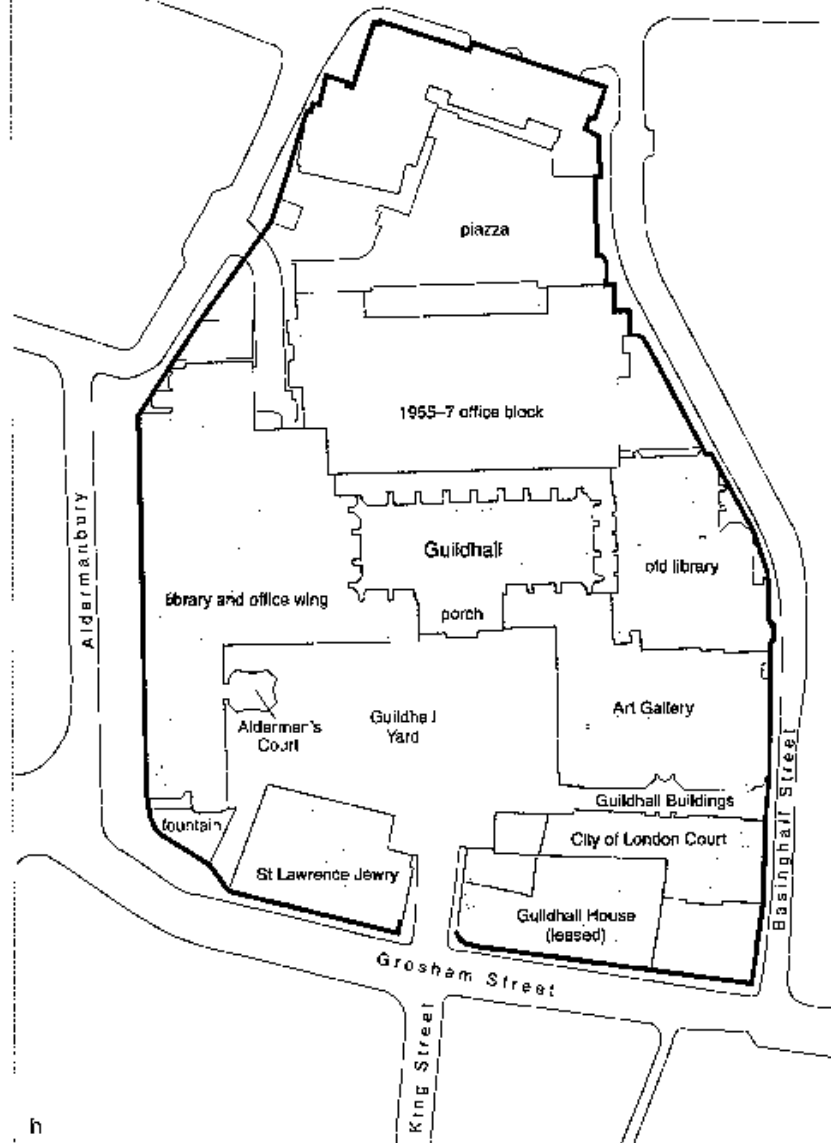 piazza
1955–7 office block
Guildhall
old library
porch
library and office wing
Aldermanbury
Art Gallery
Guildhall
Yard
Alderman's
Court
Basinghall Street
Guildhall Buildings
fountain
City of London Court
St Lawrence Jewry
Guildhall House
(leased)
Gresham Street
King Street
h